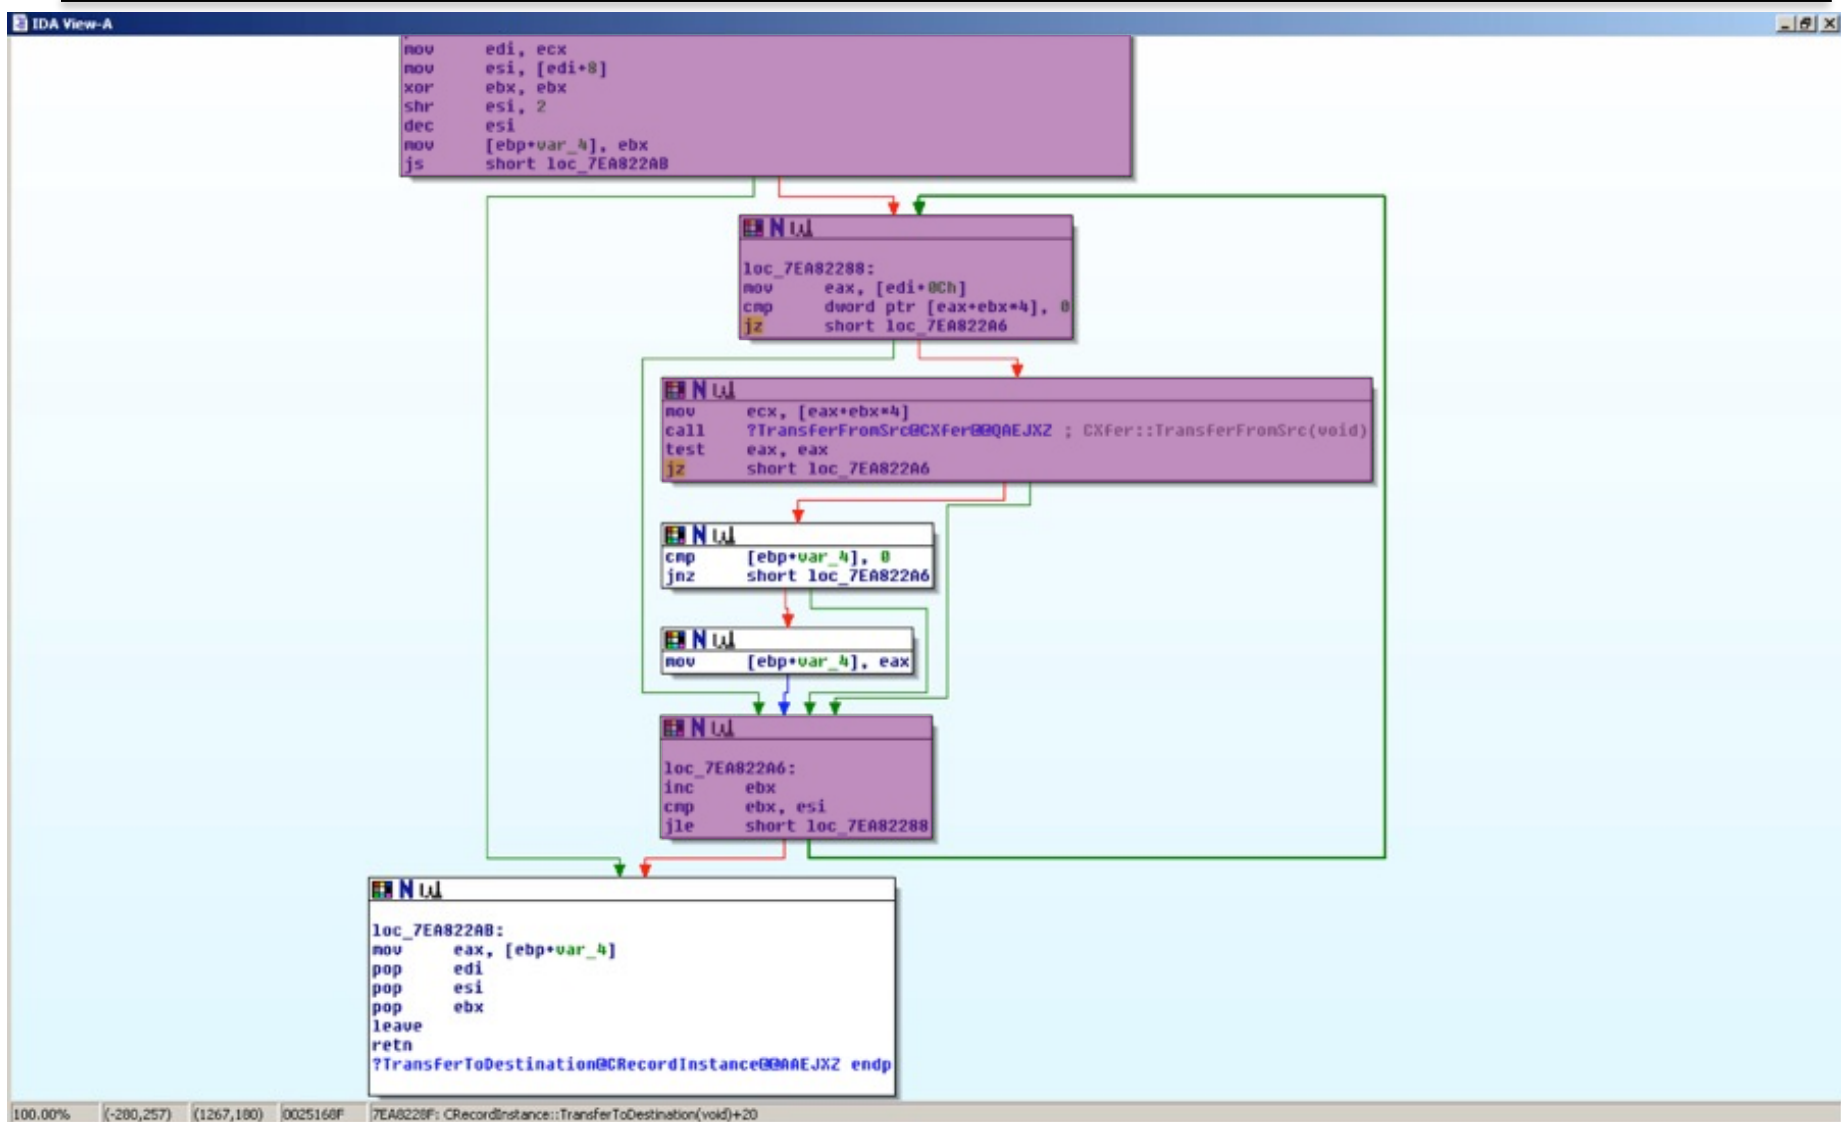 IDA View-A
mov edi, ecx
mov esi, [edi+8]
xor ebx, ebx
shr esi, 2
dec esi
mov [ebp+var_4], ebx
js short loc_7EA822AB
loc_7EA82288:
mov eax, [edi+0Ch]
cmp dword ptr [eax+ebx*4], 0
jz short loc_7EA822A6
mov ecx, [eax+ebx*4]
call ?TransferFromSrc@CXfer@@QAEJXZ ; CXfer::TransferFromSrc(void)
test eax, eax
jz short loc_7EA822A6
cmp [ebp+var_4], 0
jnz short loc_7EA822A6
mov [ebp+var_4], eax
loc_7EA822A6:
inc ebx
cmp ebx, esi
jle short loc_7EA82288
loc_7EA822AB:
mov eax, [ebp+var_4]
pop edi
pop esi
pop ebx
leave
retn
?TransferToDestination@CRecordInstance@@AAEJXZ endp
100.00% (-280,257) (1267,180) 0025168F 7EA8228F: CRecordInstance::TransferToDestination(void)+20